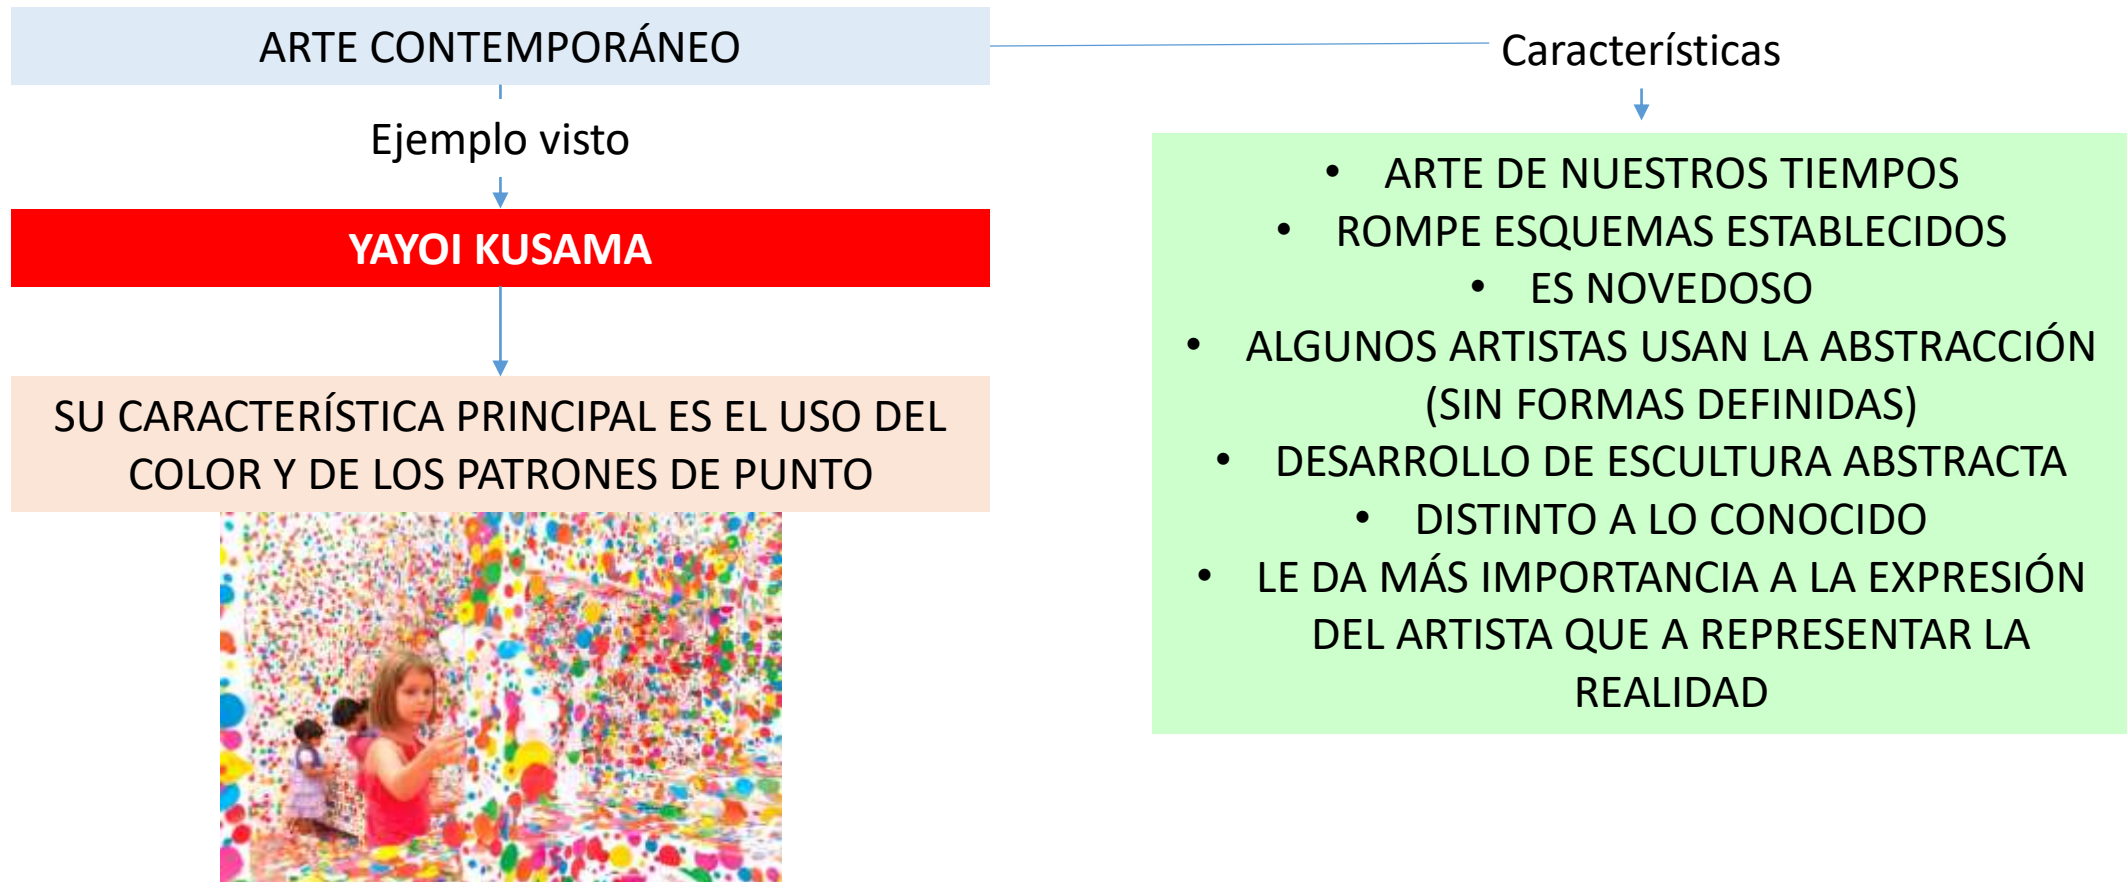 ARTE CONTEMPORÁNEO
Ejemplo visto
YAYOI KUSAMA
SU CARACTERÍSTICA PRINCIPAL ES EL USO DEL
COLOR Y DE LOS PATRONES DE PUNTO
Características
• ARTE DE NUESTROS TIEMPOS
• ROMPE ESQUEMAS ESTABLECIDOS
• ES NOVEDOSO
• ALGUNOS ARTISTAS USAN LA ABSTRACCIÓN
(SIN FORMAS DEFINIDAS)
• DESARROLLO DE ESCULTURA ABSTRACTA
• DISTINTO A LO CONOCIDO
• LE DA MÁS IMPORTANCIA A LA EXPRESIÓN
DEL ARTISTA QUE A REPRESENTAR LA
REALIDAD